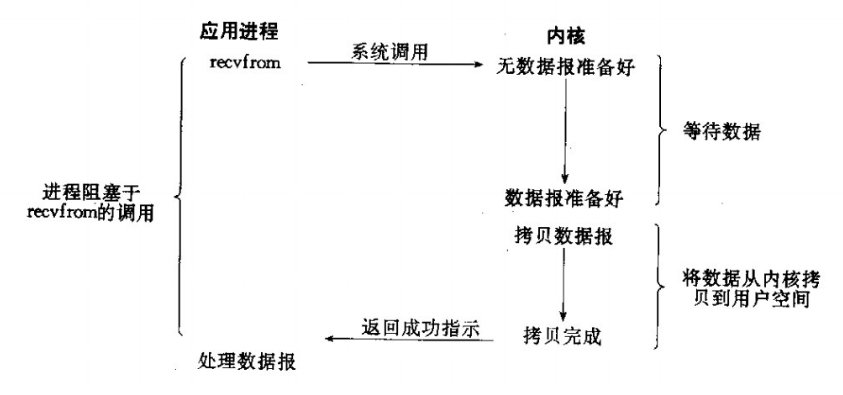 应用进程
内核
recvfrom
系统调用
无数据报准备好
等待数据
进程阻塞于
recvfrom的调用
数据报准备好
拷贝数据报
将数据从内核拷
贝到用户空间
返回成功指示
拷贝完成
处理数据报